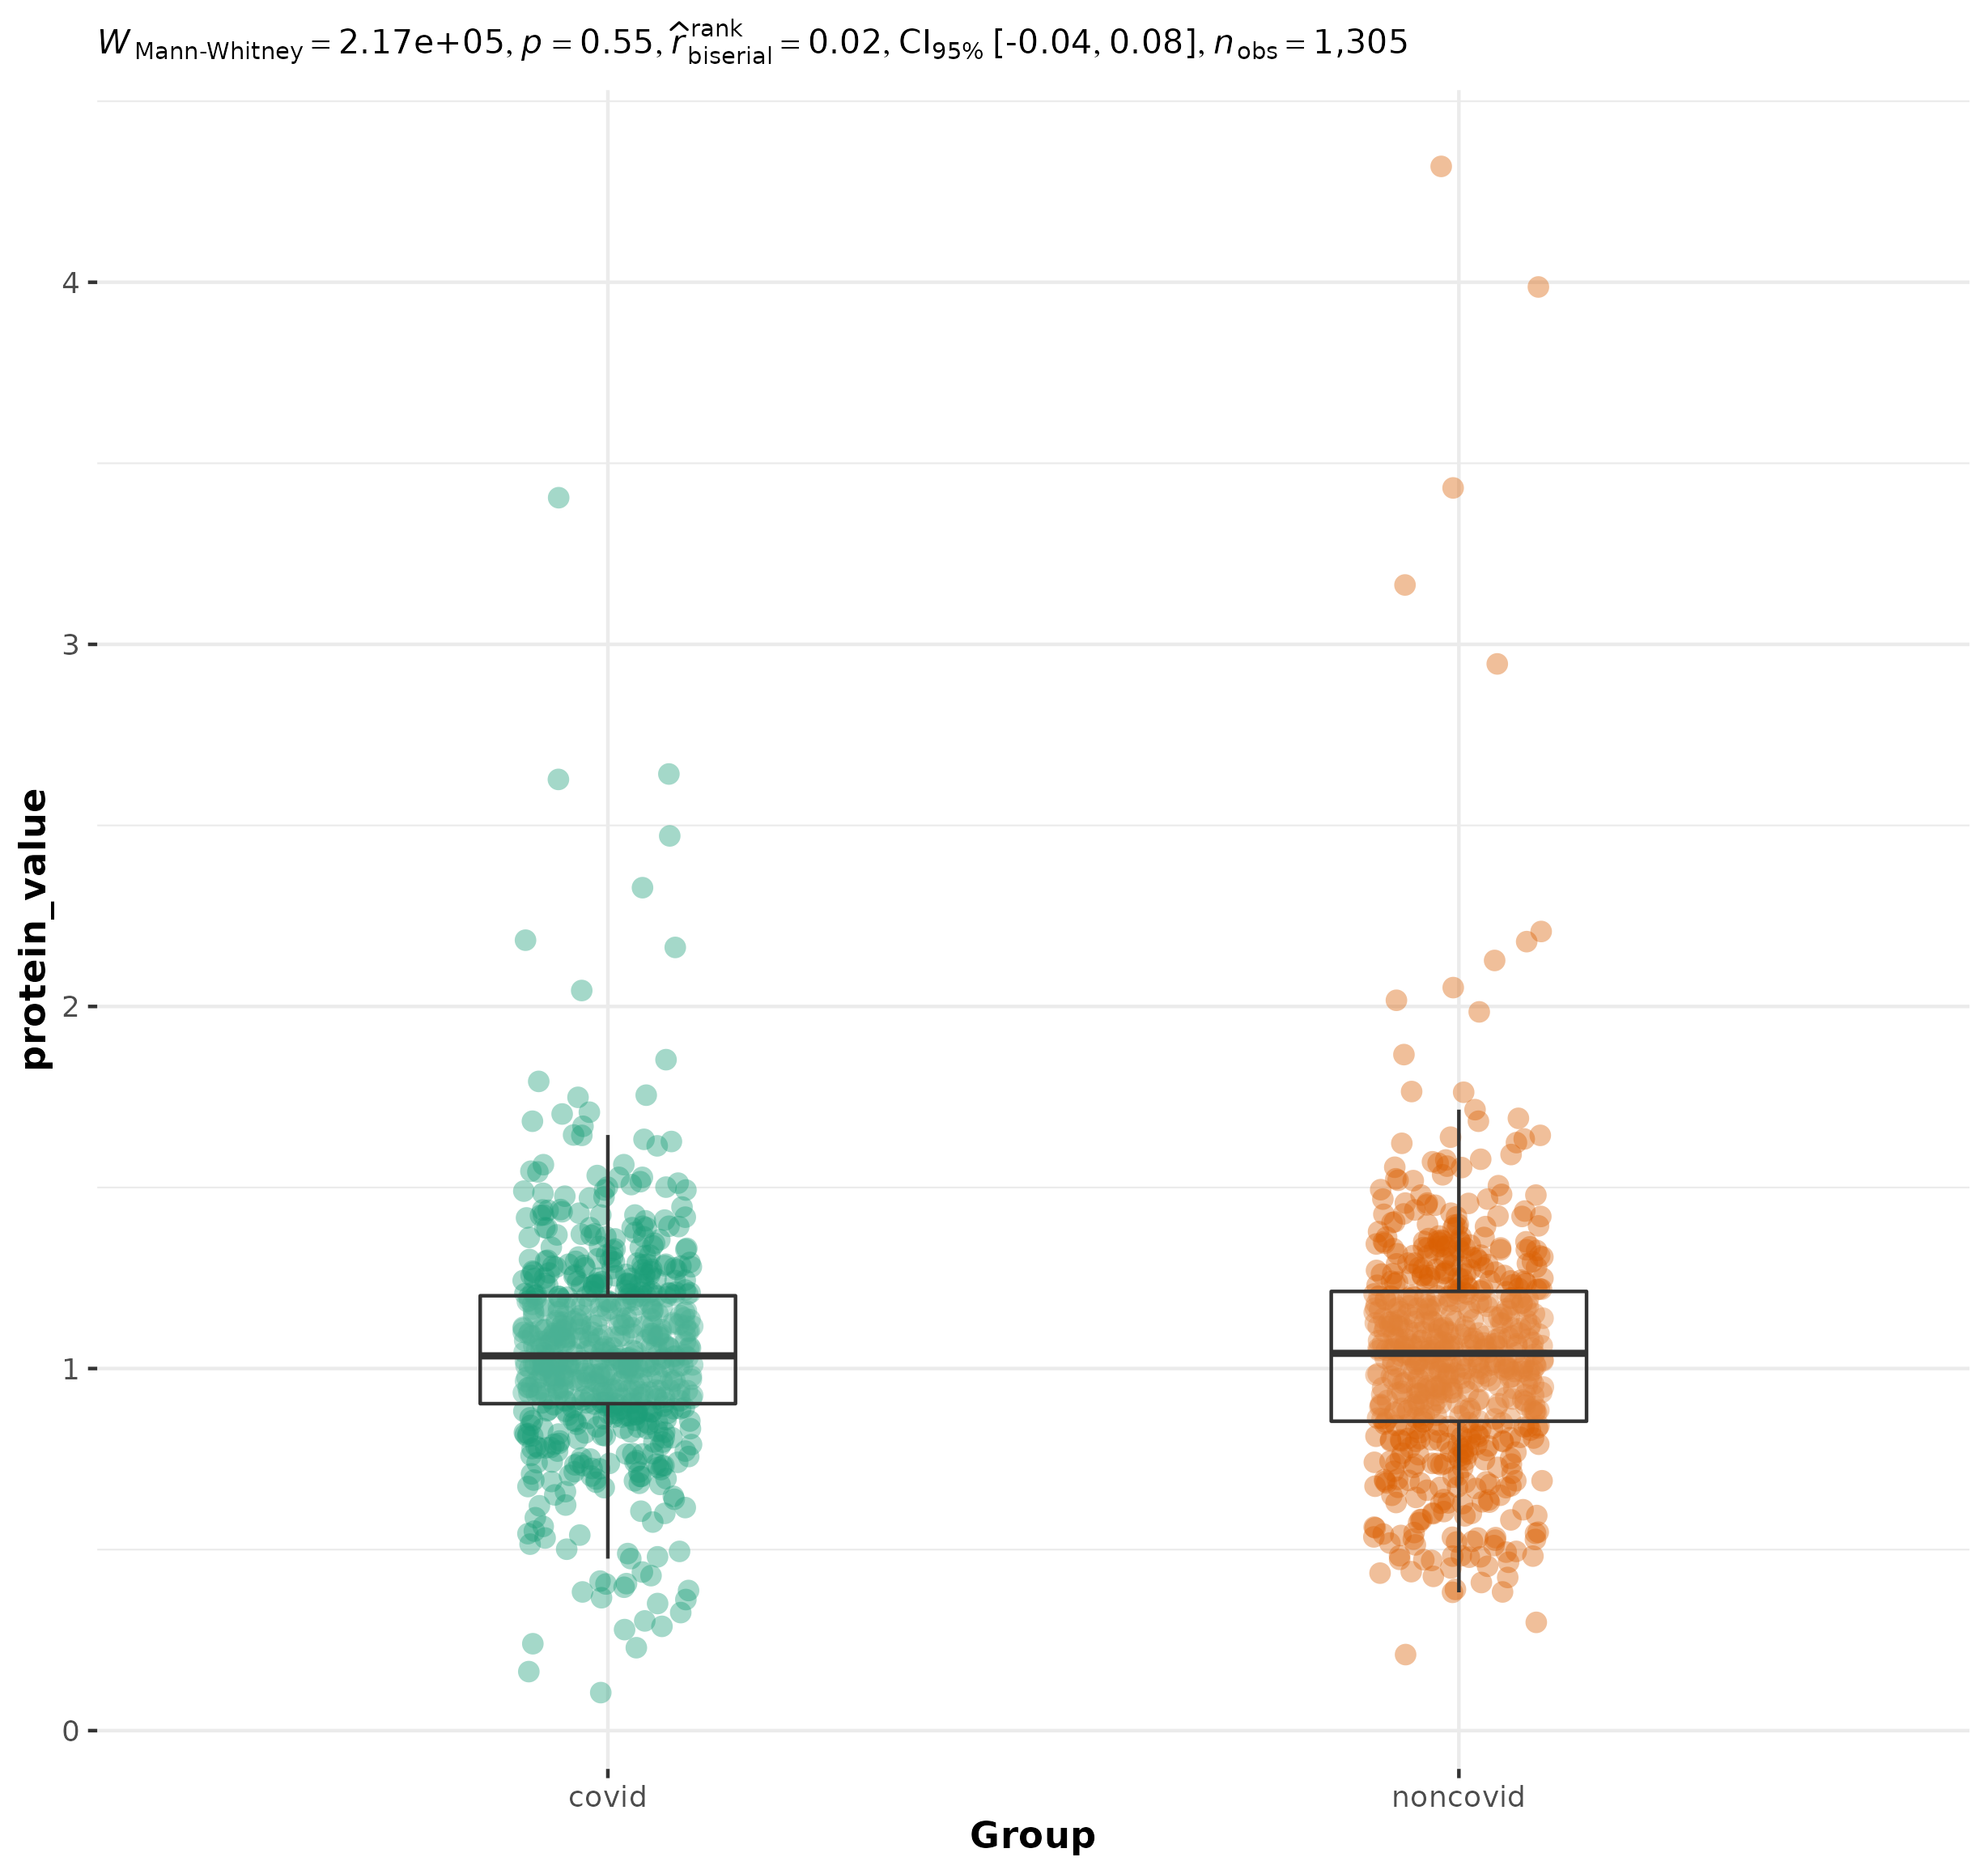 W Mann-Whitney = 2.17e+05, p = 0.55, r̂ rank biserial = 0.02, CI95% [-0.04, 0.08], nobs = 1,305
4
3
2
1
0
protein_value
covid noncovid
Group